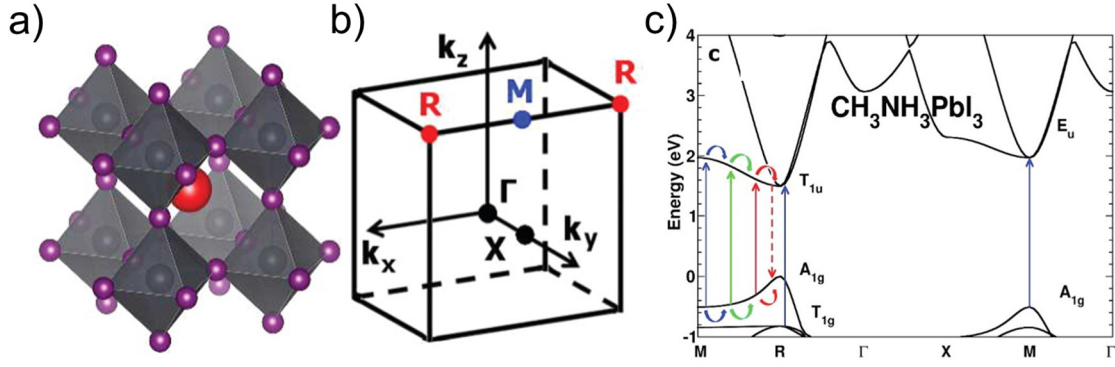 a)
b)
c)
k_z
R
M
R
Γ
X
k_x
k_y
c
CH₃NH₃PbI₃
Energy (eV)
4
3
2
1
0
-1
E_u
T_1u
A_1g
T_1g
A_1g
M
R
Γ
X
M
Γ